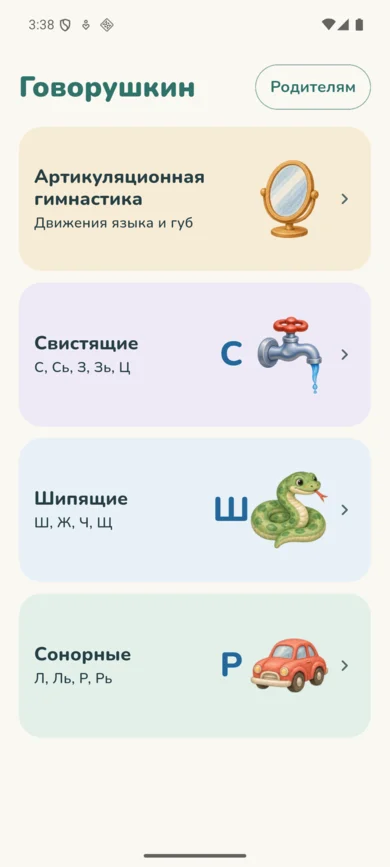 3:38
Говорушкин
Родителям
Артикуляционная
гимнастика
Движения языка и губ
Свистящие
С, Сь, З, Зь, Ц
С
Шипящие
Ш, Ж, Ч, Щ
Ш
Сонорные
Л, Ль, Р, Рь
Р